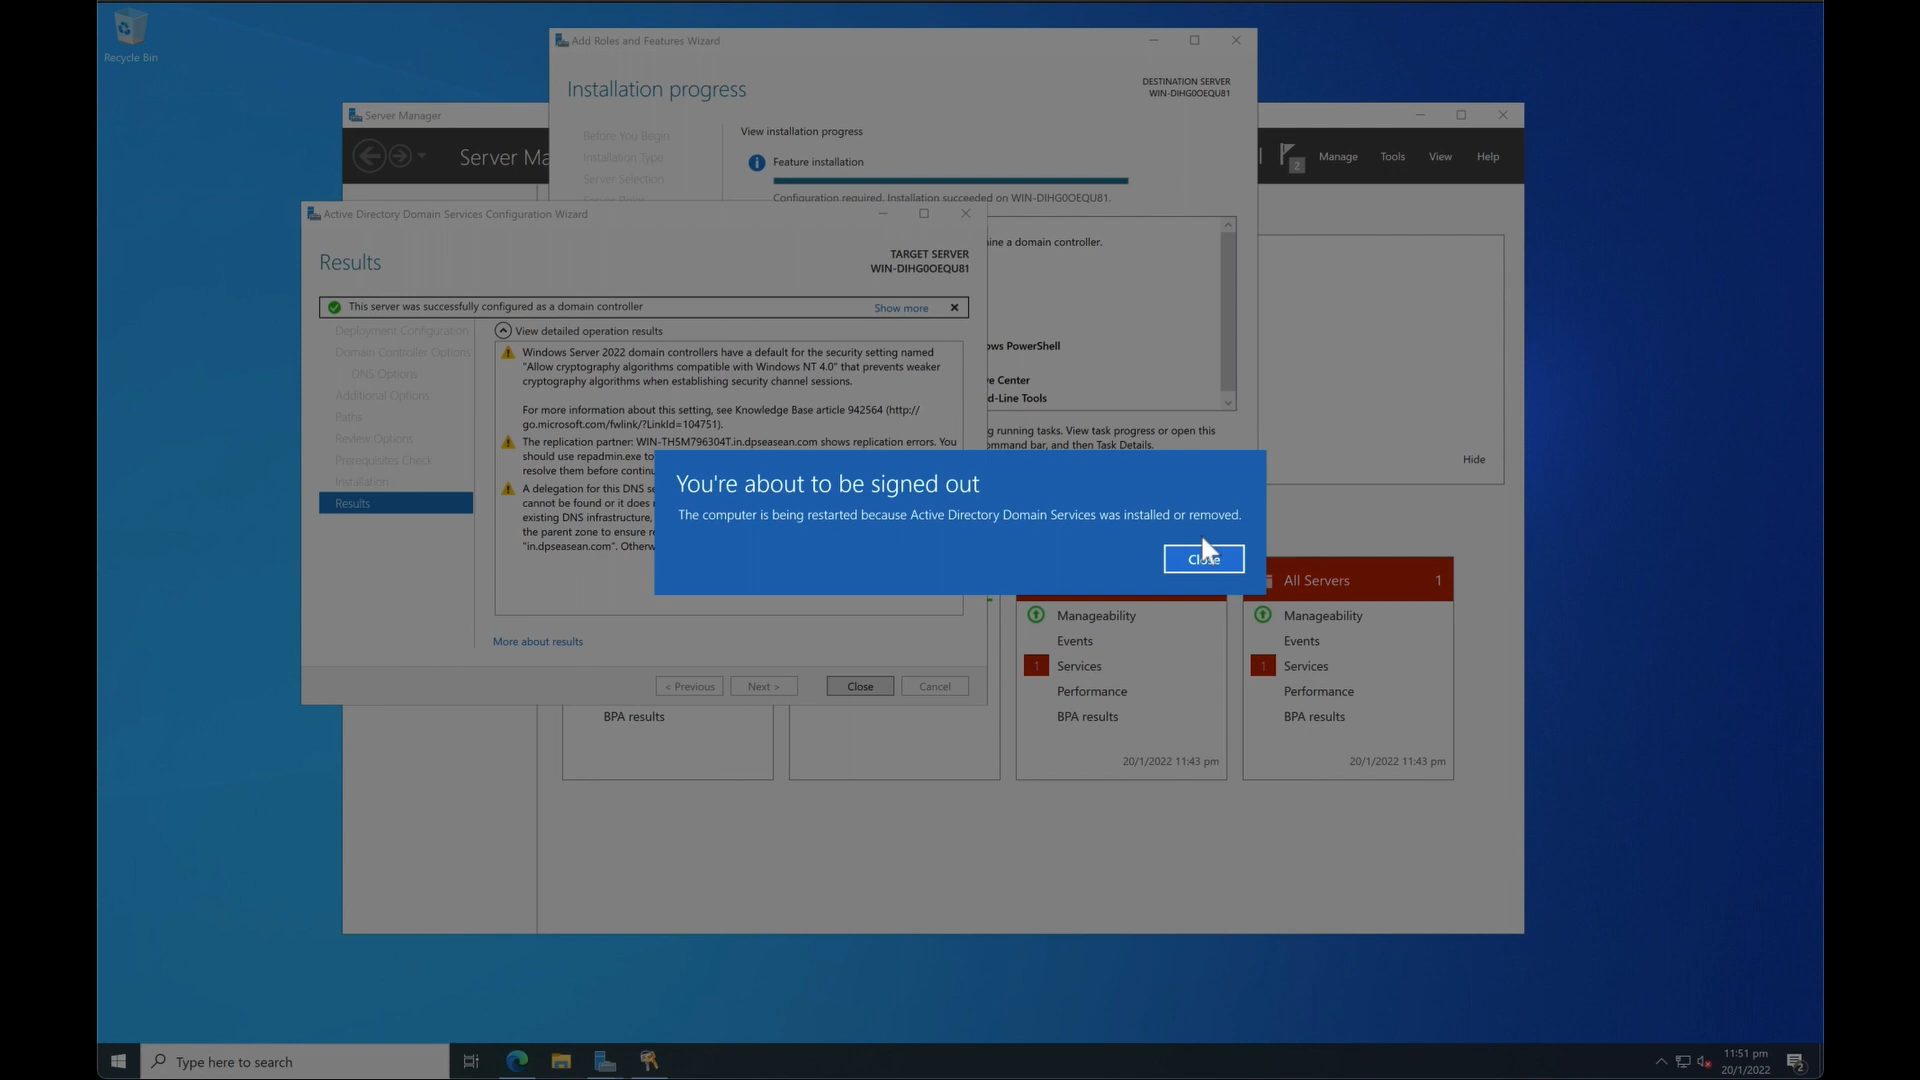 Recycle Bin
Add Roles and Features Wizard
Installation progress
DESTINATION SERVER
WIN-DIHG0OEQU81
Before You Begin
Installation Type
Server Selection
View installation progress
Feature installation
Configuration required. Installation succeeded on WIN-DIHG0OEQU81.
Server Manager
Server Ma
2
Manage
Tools
View
Help
ine a domain controller.
ows PowerShell
e Center
d-Line Tools
g running tasks. View task progress or open this
ommand bar, and then Task Details.
Hide
Active Directory Domain Services Configuration Wizard
Results
TARGET SERVER
WIN-DIHG0OEQU81
This server was successfully configured as a domain controller
Show more
Deployment Configuration
Domain Controller Options
DNS Options
Additional Options
Paths
Review Options
Prerequisites Check
Installation
Results
View detailed operation results
Windows Server 2022 domain controllers have a default for the security setting named
"Allow cryptography algorithms compatible with Windows NT 4.0" that prevents weaker
cryptography algorithms when establishing security channel sessions.
For more information about this setting, see Knowledge Base article 942564 (http://
go.microsoft.com/fwlink/?LinkId=104751).
The replication partner: WIN-TH5M796304T.in.dpseasean.com shows replication errors. You
should use repadmin.exe to
resolve them before continu
A delegation for this DNS se
cannot be found or it does
existing DNS infrastructure,
the parent zone to ensure re
"in.dpseasean.com". Otherw
More about results
< Previous
Next >
Close
Cancel
You're about to be signed out
The computer is being restarted because Active Directory Domain Services was installed or removed.
Close
BPA results
Manageability
Events
1 Services
Performance
BPA results
20/1/2022 11:43 pm
All Servers 1
Manageability
Events
1 Services
Performance
BPA results
20/1/2022 11:43 pm
Type here to search
11:51 pm
20/1/2022
2